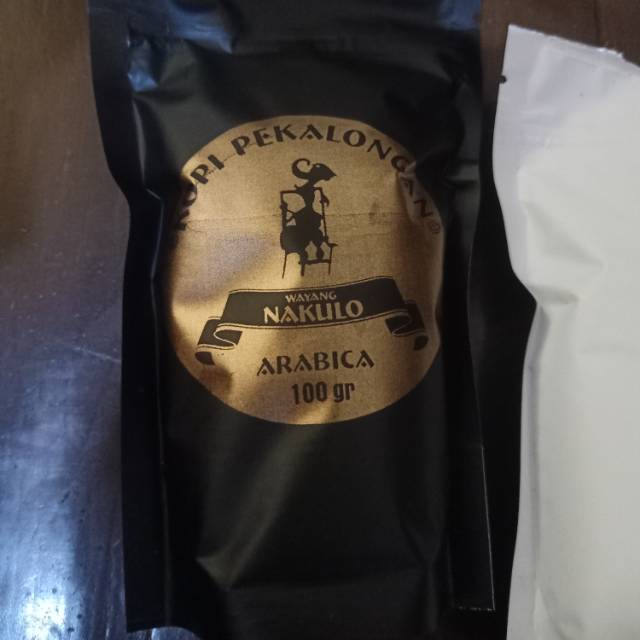 KOPI PEKALONGAN®
WAYANG
NAKULO
ARABICA
100 gr